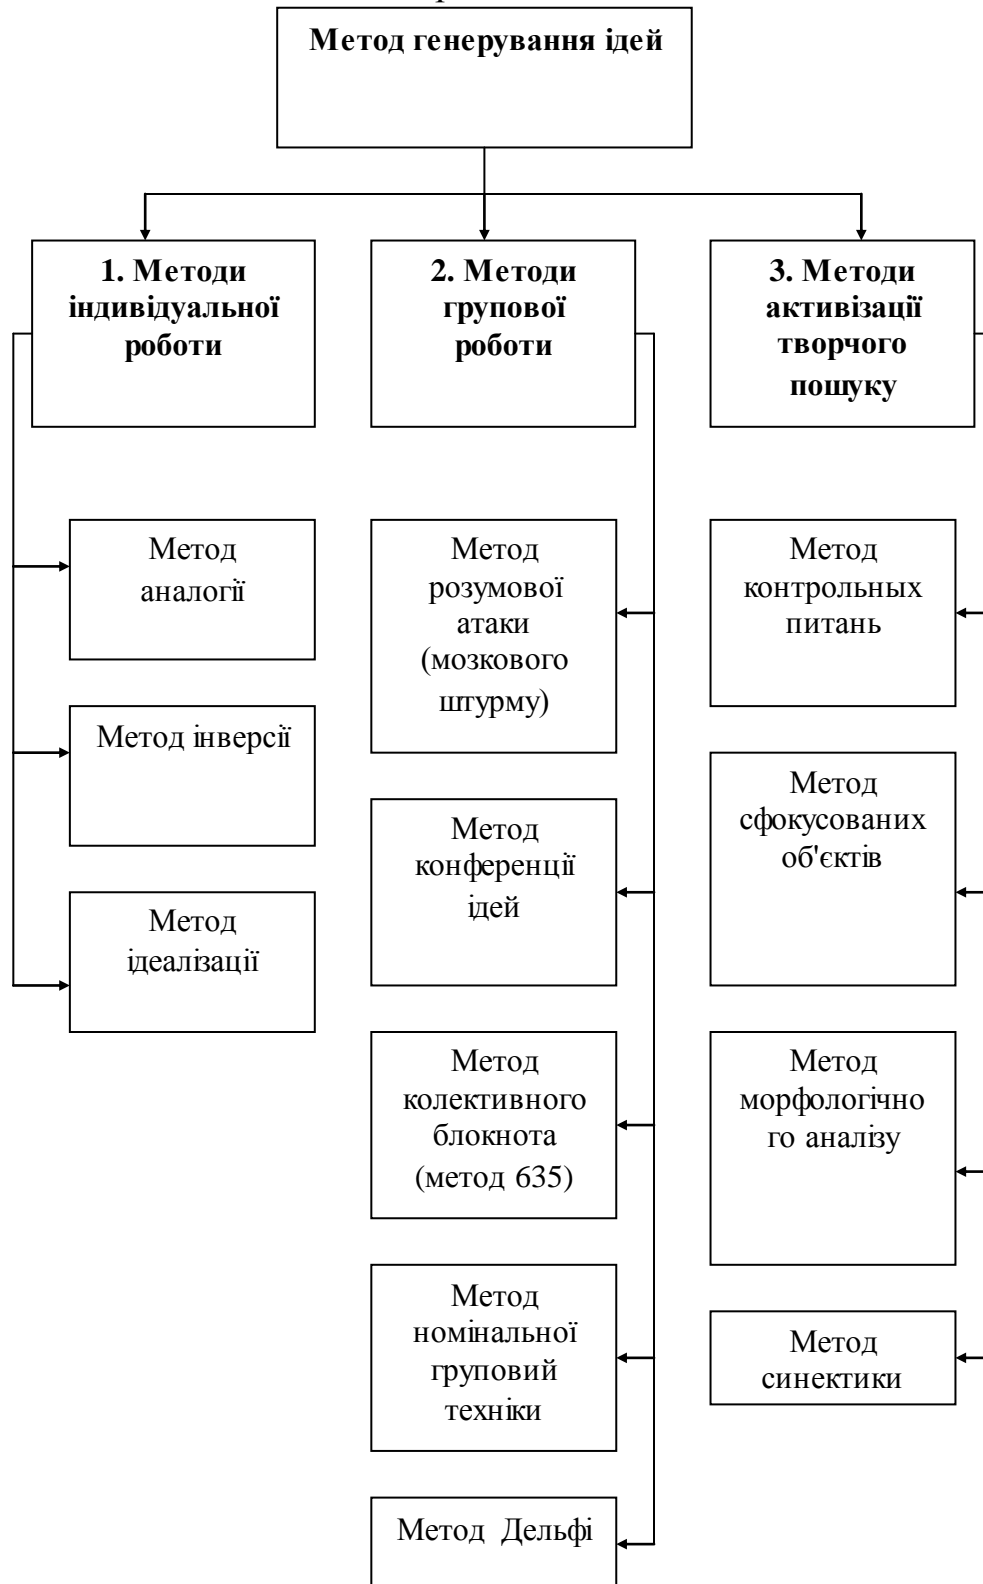 Метод генерування ідей
1. Методи
індивідуальної
роботи
2. Методи
групової
роботи
3. Методи
активізації
творчого
пошуку
Метод
аналогії
Метод інверсії
Метод
ідеалізації
Метод
розумової
атаки
(мозкового
штурму)
Метод
конференції
ідей
Метод
колективного
блокнота
(метод 635)
Метод
номінальної
груповий
техніки
Метод Дельфі
Метод
контрольных
питань
Метод
сфокусованих
об'єктів
Метод
морфологічно
го аналізу
Метод
синектики